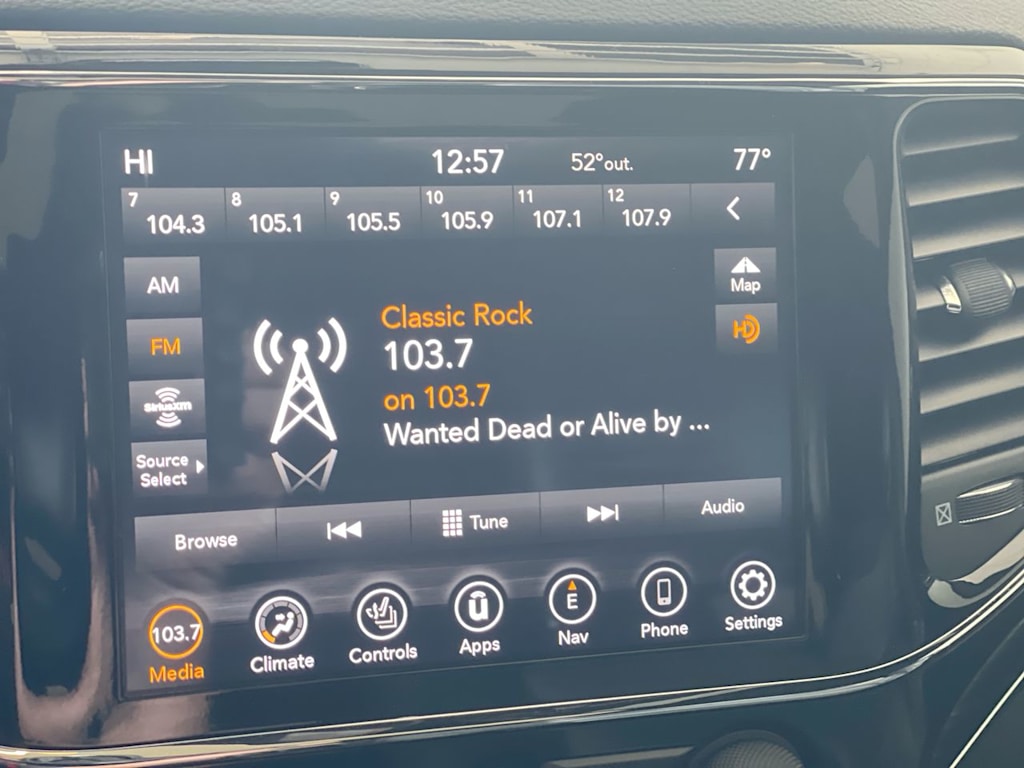 HI 12:57 52°out. 77°
7 104.3 8 105.1 9 105.5 10 105.9 11 107.1 12 107.9
AM
Map
FM
HD
Classic Rock
103.7
on 103.7
Wanted Dead or Alive by ...
SiriusXM
Source
Select
Browse Tune Audio
103.7 u E
Media Climate Controls Apps Nav Phone Settings